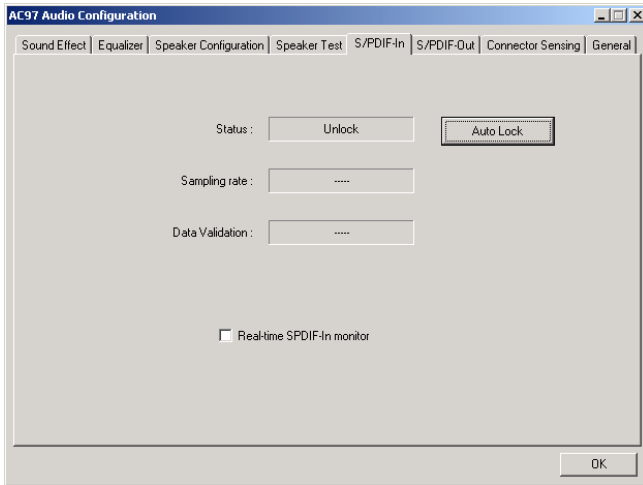 AC97 Audio Configuration
Sound Effect Equalizer Speaker Configuration Speaker Test S/PDIF-In S/PDIF-Out Connector Sensing General
Status : Unlock Auto Lock
Sampling rate : -----
Data Validation : -----
Real-time SPDIF-In monitor
OK